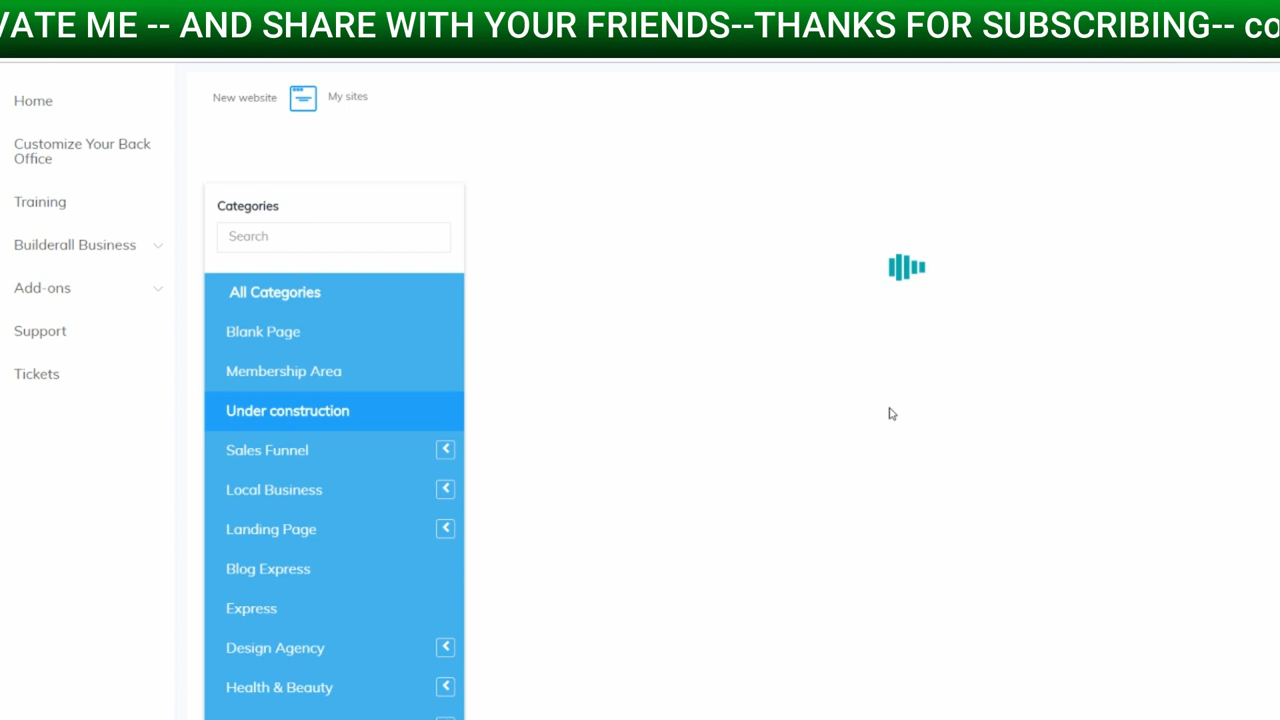 VATE ME -- AND SHARE WITH YOUR FRIENDS--THANKS FOR SUBSCRIBING-- co
Home
Customize Your Back
Office
Training
Builderall Business
Add-ons
Support
Tickets
New website
My sites
Categories
Search
All Categories
Blank Page
Membership Area
Under construction
Sales Funnel
Local Business
Landing Page
Blog Express
Express
Design Agency
Health & Beauty